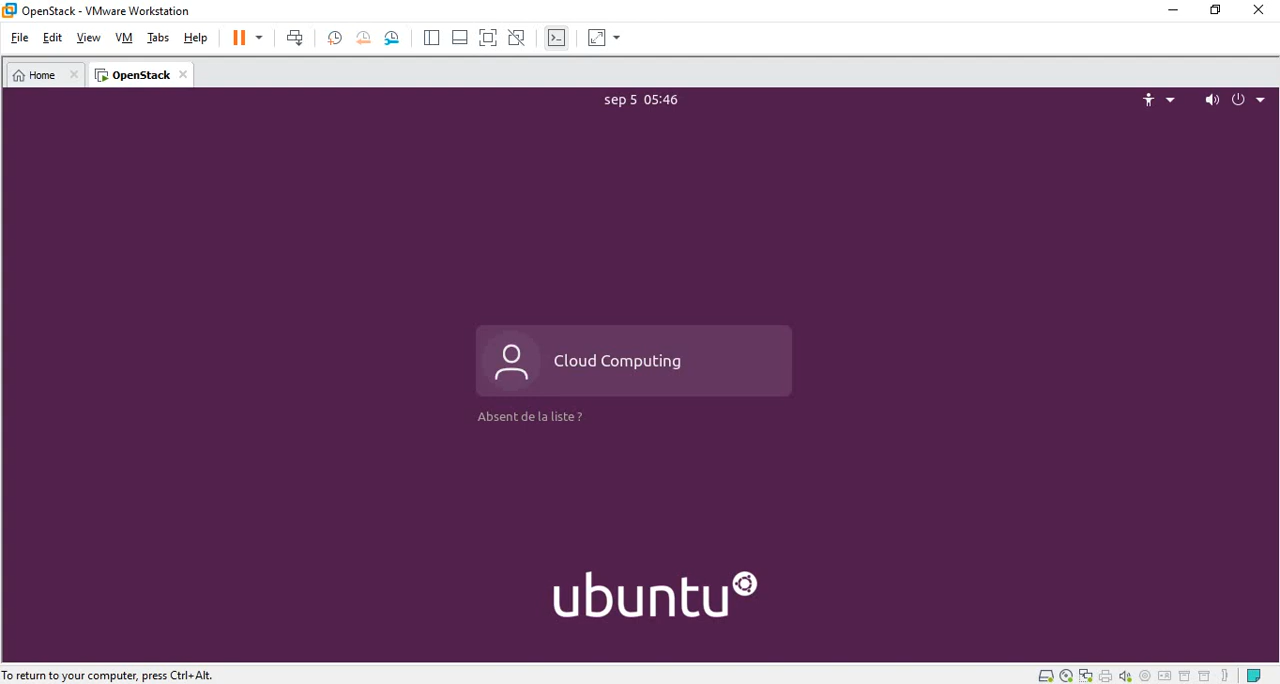 OpenStack - VMware Workstation
File Edit View VM Tabs Help
Home OpenStack
sep 5 05:46
Cloud Computing
Absent de la liste ?
ubuntu
To return to your computer, press Ctrl+Alt.